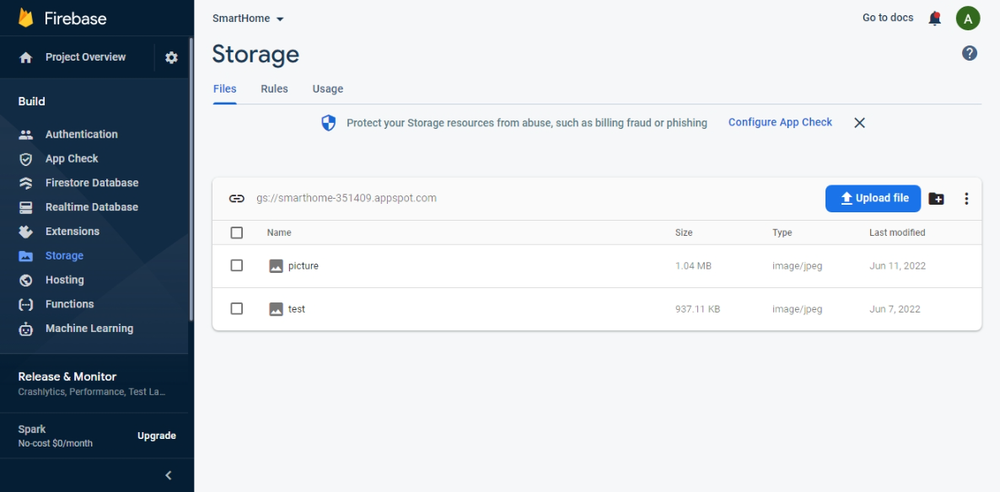 Firebase
Project Overview
Build
Authentication
App Check
Firestore Database
Realtime Database
Extensions
Storage
Hosting
Functions
Machine Learning
Release & Monitor
Crashlytics, Performance, Test La...
Spark
No-cost $0/month
Upgrade
SmartHome
Go to docs
A
Storage
?
Files Rules Usage
Protect your Storage resources from abuse, such as billing fraud or phishing Configure App Check
gs://smarthome-351409.appspot.com
Upload file
Name Size Type Last modified
picture 1.04 MB image/jpeg Jun 11, 2022
test 937.11 KB image/jpeg Jun 7, 2022